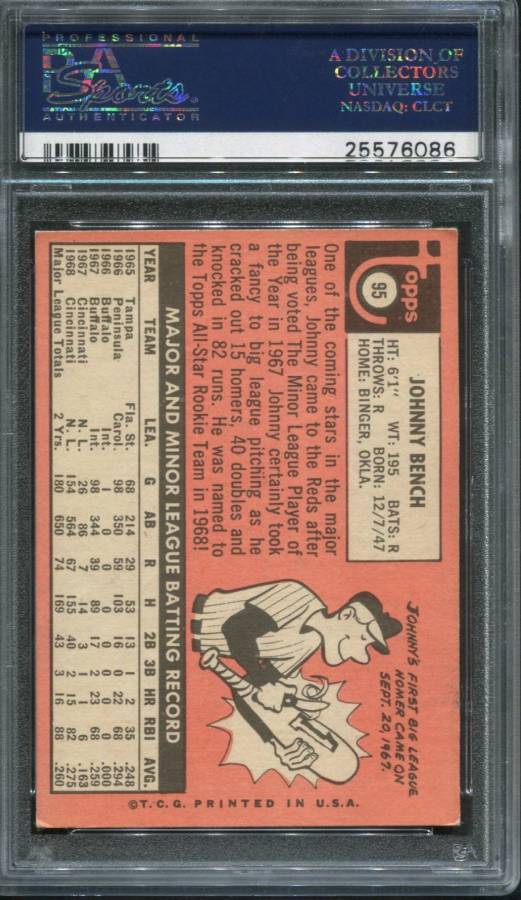 PROFESSIONAL
PSA
Sports
AUTHENTICATOR
A DIVISION OF
COLLECTORS
UNIVERSE
NASDAQ: CLCT
25576086
Topps
95
JOHNNY BENCH
HT: 6'1" WT: 195 BATS: R
THROWS: R BORN: 12/7/47
HOME: BINGER, OKLA.
One of the coming stars in the major
leagues, Johnny came to the Reds after
being voted The Minor League Player of
the Year in 1967 Johnny certainly took
a fancy to big league pitching as he
cracked out 15 homers, 40 doubles and
knocked in 82 runs. He was named to
the Topps All-Star Rookie Team in 1968!
JOHNNY'S FIRST BIG LEAGUE
HOMER CAME ON
SEPT. 20, 1967.
MAJOR AND MINOR LEAGUE BATTING RECORD
YEAR TEAM LEA. G AB R H 2B 3B HR RBI AVG.
1965 Tampa Fla. St. 68 214 29 53 13 1 2 35 .248
1966 Peninsula Carol. 98 350 59 103 16 0 22 68 .294
1966 Buffalo Int. 1 0 0 0 0 0 0 0 .000
1967 Buffalo Int. 98 344 39 89 17 2 23 68 .259
1967 Cincinnati N. L. 26 86 7 14 3 1 1 6 .163
1968 Cincinnati N. L. 154 564 67 155 40 2 15 82 .275
Major League Totals 2 Yrs. 180 650 74 169 43 3 16 88 .260
©T.C.G. PRINTED IN U.S.A.